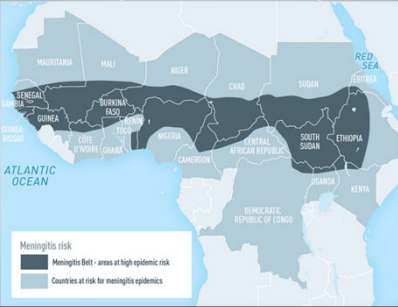 RED
SEA
MAURITANIA
MALI
NIGER
CHAD
SUDAN
ERITREA
SENEGAL
GAMBIA
GUINEA-
BISSAU
GUINEA
BURKINA
FASO
BENIN
TOGO
CÔTE
D'IVOIRE
GHANA
NIGERIA
CAMEROON
CENTRAL
AFRICAN REPUBLIC
SOUTH
SUDAN
ETHIOPIA
UGANDA
KENYA
DEMOCRATIC
REPUBLIC OF CONGO
ATLANTIC
OCEAN
Meningitis risk
Meningitis Belt - areas at high epidemic risk
Countries at risk for meningitis epidemics